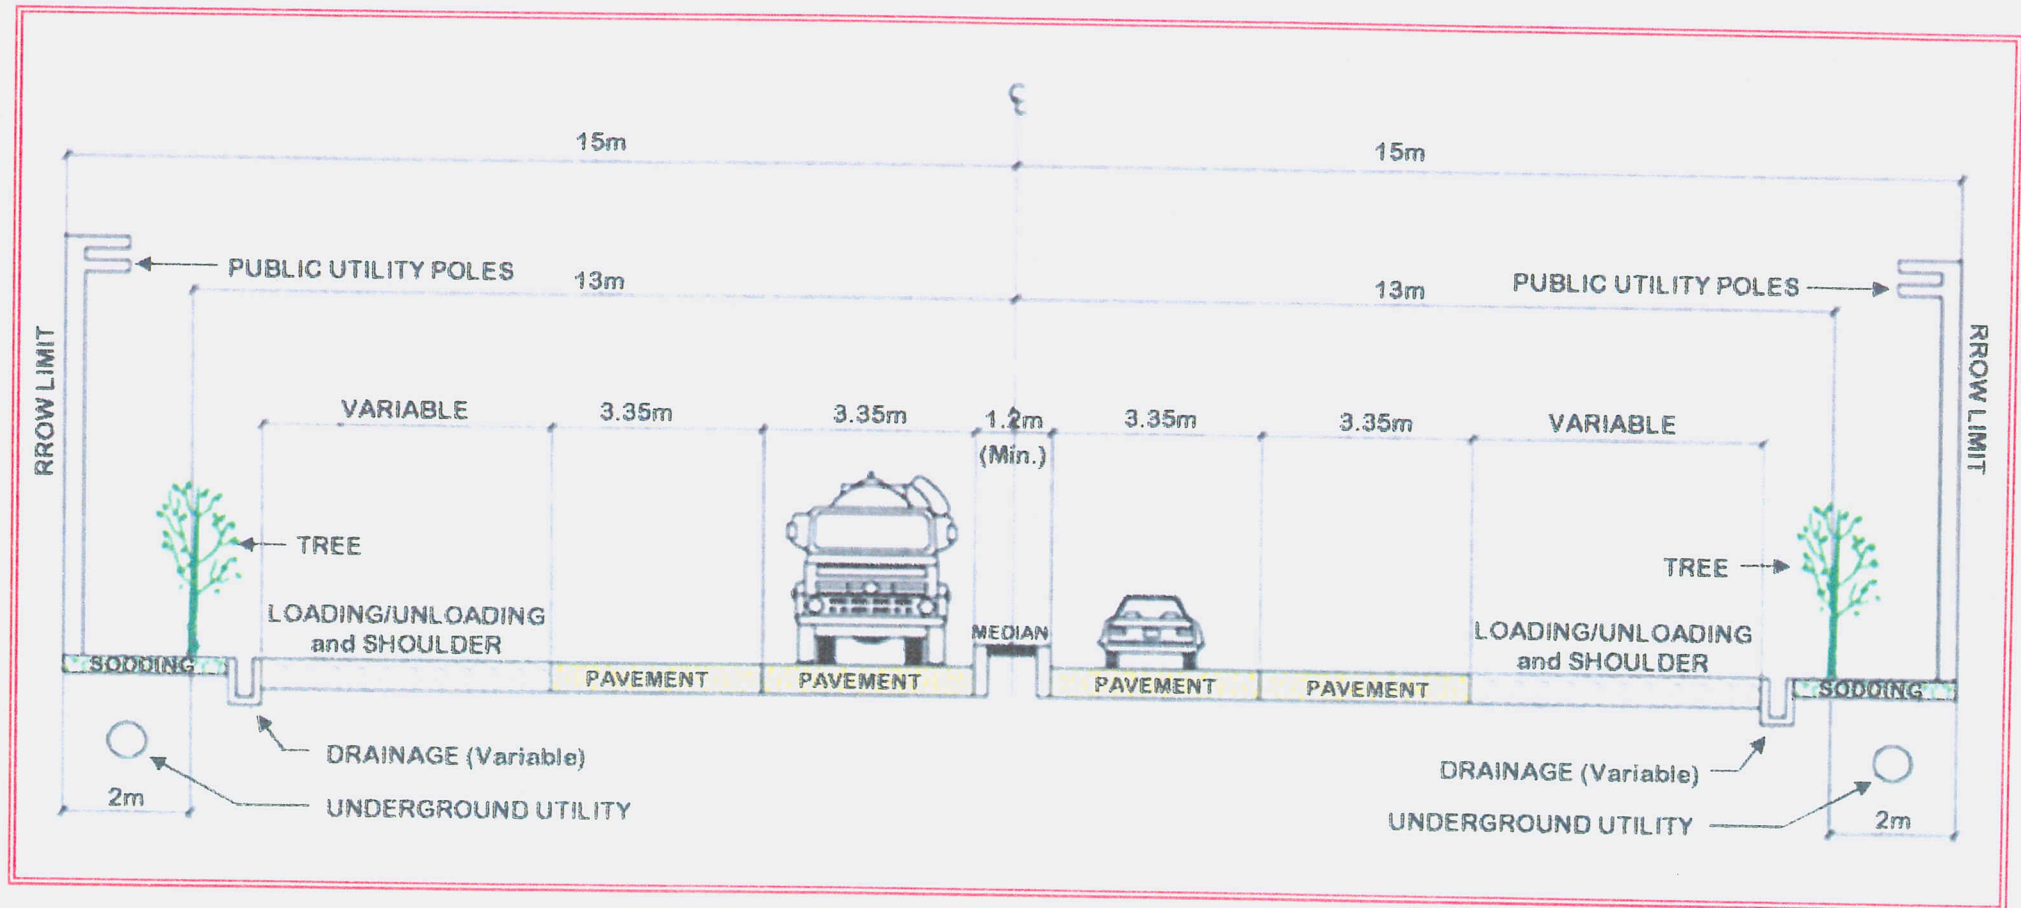 15m
15m
PUBLIC UTILITY POLES
13m
13m
PUBLIC UTILITY POLES
RROW LIMIT
RROW LIMIT
VARIABLE
3.35m
3.35m
1.2m
(Min.)
3.35m
3.35m
VARIABLE
TREE
TREE
LOADING/UNLOADING
and SHOULDER
MEDIAN
LOADING/UNLOADING
and SHOULDER
SODDING
PAVEMENT
PAVEMENT
PAVEMENT
PAVEMENT
SODDING
DRAINAGE (Variable)
DRAINAGE (Variable)
2m
UNDERGROUND UTILITY
UNDERGROUND UTILITY
2m